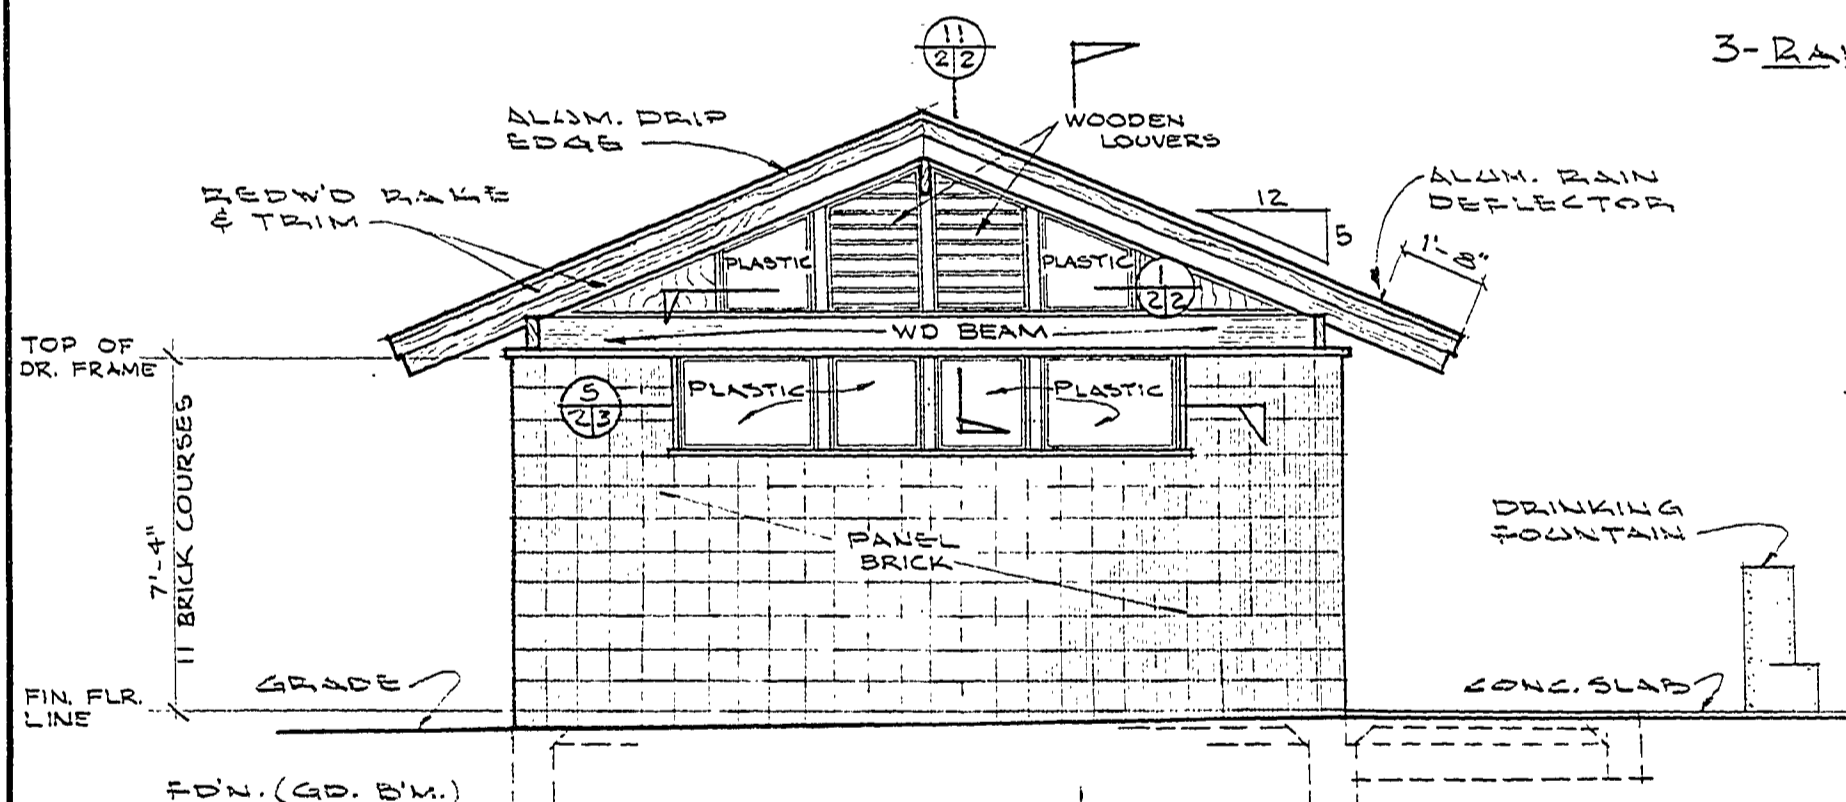 11
2 2
3-
ALUM. DRIP
EDGE
WOODEN
LOUVERS
REDW'D RAKE
& TRIM
ALUM. RAIN
DEFLECTOR
12
5
1'-8"
PLASTIC
PLASTIC
1
2 2
WD BEAM
TOP OF
DR. FRAME
5
2 3
PLASTIC
PLASTIC
7'-4"
11 BRICK COURSES
PANEL
BRICK
DRINKING
FOUNTAIN
GRADE
CONC. SLAB
FIN. FLR.
LINE
FD'N. (GD. B'M.)